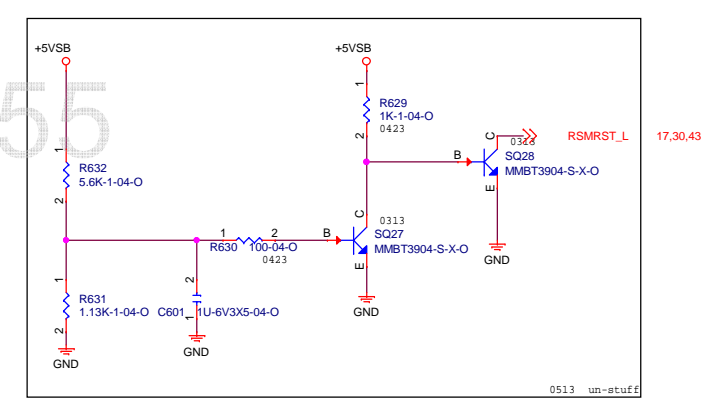 +5VSB
+5VSB
55
1
R629
1K-1-04-O
2
0423
C
RSMRST_L
17,30,43
0313
1
B
SQ28
MMBT3904-S-X-O
R632
5.6K-1-04-O
2
E
C
0313
1
2
B
SQ27
GND
R630
100-04-O
MMBT3904-S-X-O
0423
E
1
2
R631
1.13K-1-04-O
C601
1U-6V3X5-04-O
2
1
GND
GND
GND
0513 un-stuff